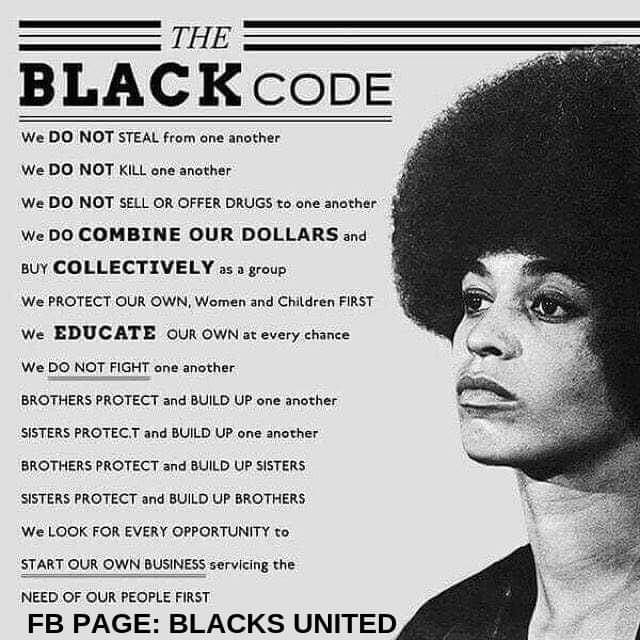 THE
BLACK CODE
We DO NOT STEAL from one another
We DO NOT KILL one another
We DO NOT SELL OR OFFER DRUGS to one another
We DO COMBINE OUR DOLLARS and
BUY COLLECTIVELY as a group
We PROTECT OUR OWN, Women and Children FIRST
We EDUCATE OUR OWN at every chance
We DO NOT FIGHT one another
BROTHERS PROTECT and BUILD UP one another
SISTERS PROTEC.T and BUILD UP one another
BROTHERS PROTECT and BUILD UP SISTERS
SISTERS PROTECT and BUILD UP BROTHERS
We LOOK FOR EVERY OPPORTUNITY to
START OUR OWN BUSINESS servicing the
NEED OF OUR PEOPLE FIRST
FB PAGE: BLACKS UNITED